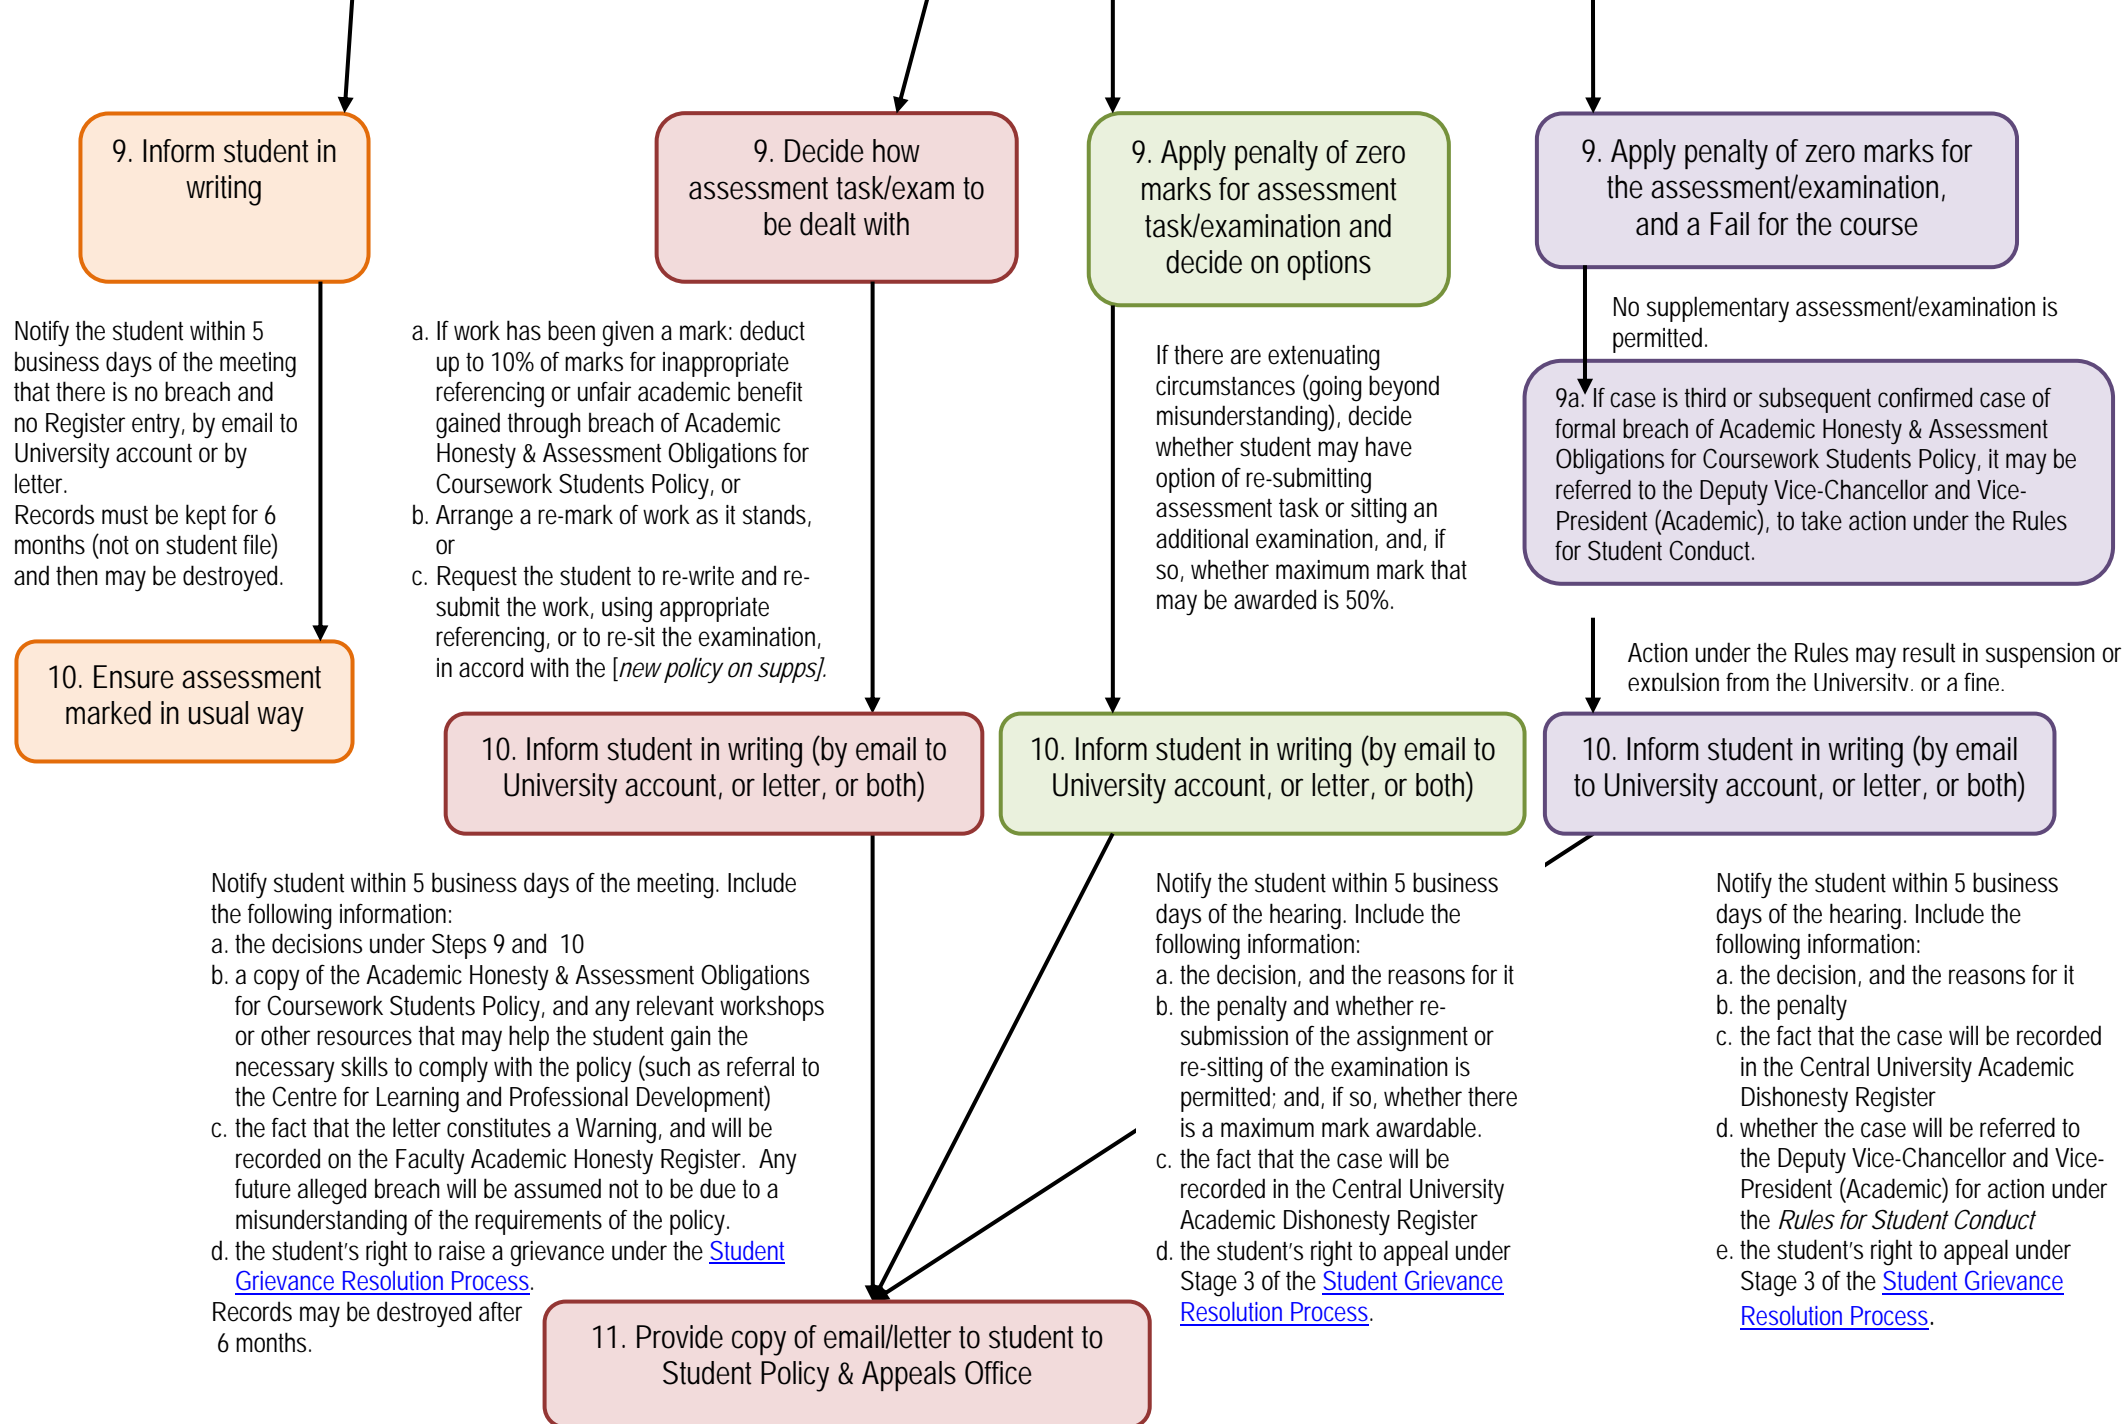 9. Inform student in
writing
Notify the student within 5
business days of the meeting
that there is no breach and
no Register entry, by email to
University account or by
letter.
Records must be kept for 6
months (not on student file)
and then may be destroyed.
10. Ensure assessment
marked in usual way
9. Decide how
assessment task/exam to
be dealt with
a. If work has been given a mark: deduct
up to 10% of marks for inappropriate
referencing or unfair academic benefit
gained through breach of Academic
Honesty & Assessment Obligations for
Coursework Students Policy, or
b. Arrange a re-mark of work as it stands,
or
c. Request the student to re-write and re-
submit the work, using appropriate
referencing, or to re-sit the examination,
in accord with the [new policy on supps].
10. Inform student in writing (by email to
University account, or letter, or both)
Notify student within 5 business days of the meeting. Include
the following information:
a. the decisions under Steps 9 and  10
b. a copy of the Academic Honesty & Assessment Obligations
for Coursework Students Policy, and any relevant workshops
or other resources that may help the student gain the
necessary skills to comply with the policy (such as referral to
the Centre for Learning and Professional Development)
c. the fact that the letter constitutes a Warning, and will be
recorded on the Faculty Academic Honesty Register.  Any
future alleged breach will be assumed not to be due to a
misunderstanding of the requirements of the policy.
d. the student's right to raise a grievance under the Student
Grievance Resolution Process.
Records may be destroyed after
6 months.
9. Apply penalty of zero
marks for assessment
task/examination and
decide on options
If there are extenuating
circumstances (going beyond
misunderstanding), decide
whether student may have
option of re-submitting
assessment task or sitting an
additional examination, and, if
so, whether maximum mark that
may be awarded is 50%.
10. Inform student in writing (by email to
University account, or letter, or both)
Notify the student within 5 business
days of the hearing. Include the
following information:
a. the decision, and the reasons for it
b. the penalty and whether re-
submission of the assignment or
re-sitting of the examination is
permitted; and, if so, whether there
is a maximum mark awardable.
c. the fact that the case will be
recorded in the Central University
Academic Dishonesty Register
d. the student's right to appeal under
Stage 3 of the Student Grievance
Resolution Process.
9. Apply penalty of zero marks for
the assessment/examination,
and a Fail for the course
No supplementary assessment/examination is
permitted.
9a. If case is third or subsequent confirmed case of
formal breach of Academic Honesty & Assessment
Obligations for Coursework Students Policy, it may be
referred to the Deputy Vice-Chancellor and Vice-
President (Academic), to take action under the Rules
for Student Conduct.
Action under the Rules may result in suspension or
expulsion from the University, or a fine.
10. Inform student in writing (by email
to University account, or letter, or both)
Notify the student within 5 business
days of the hearing. Include the
following information:
a. the decision, and the reasons for it
b. the penalty
c. the fact that the case will be recorded
in the Central University Academic
Dishonesty Register
d. whether the case will be referred to
the Deputy Vice-Chancellor and Vice-
President (Academic) for action under
the Rules for Student Conduct
e. the student's right to appeal under
Stage 3 of the Student Grievance
Resolution Process.
11. Provide copy of email/letter to student to
Student Policy & Appeals Office